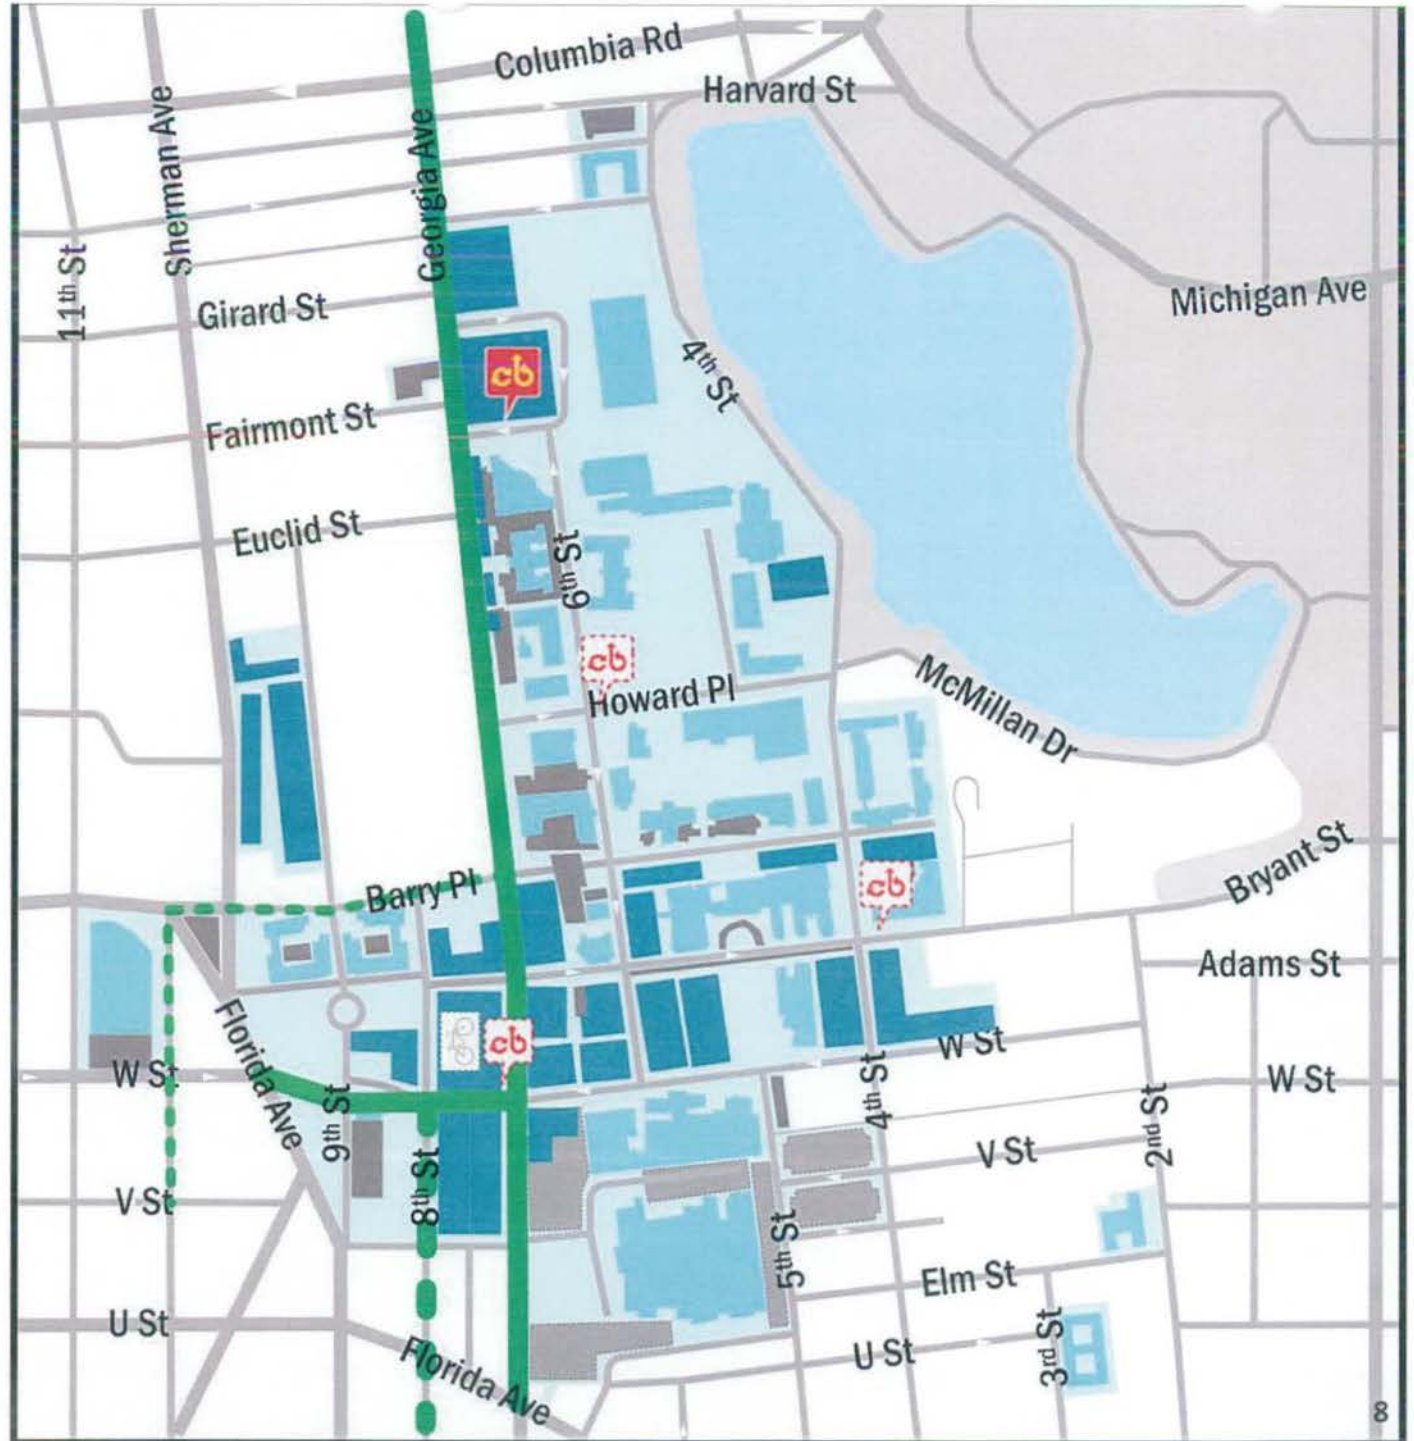 Columbia Rd
Harvard St
Sherman Ave
Georgia Ave
11th St
Michigan Ave
Girard St
4th St
cb
Fairmont St
Euclid St
6th St
cb
Howard Pl
McMillan Dr
Bryant St
Barry Pl
cb
Adams St
Florida Ave
cb
W St
W St
W St
9th St
4th St
2nd St
V St
8th St
V St
5th St
Elm St
U St
3rd St
U St
Florida Ave
8